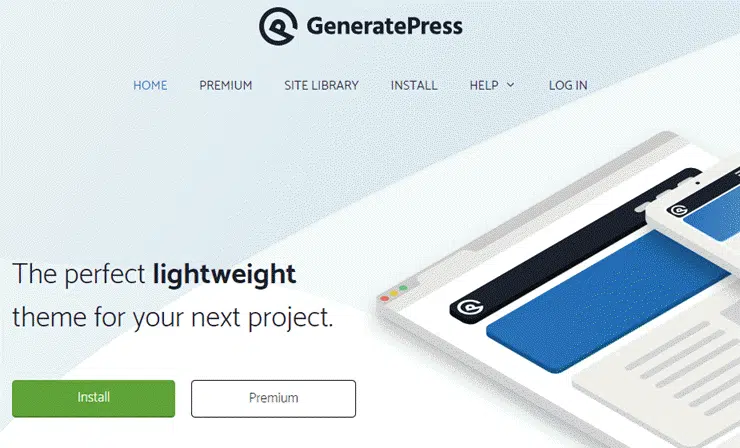 GeneratePress
HOME PREMIUM SITE LIBRARY INSTALL HELP LOG IN
The perfect lightweight
theme for your next project.
Install Premium